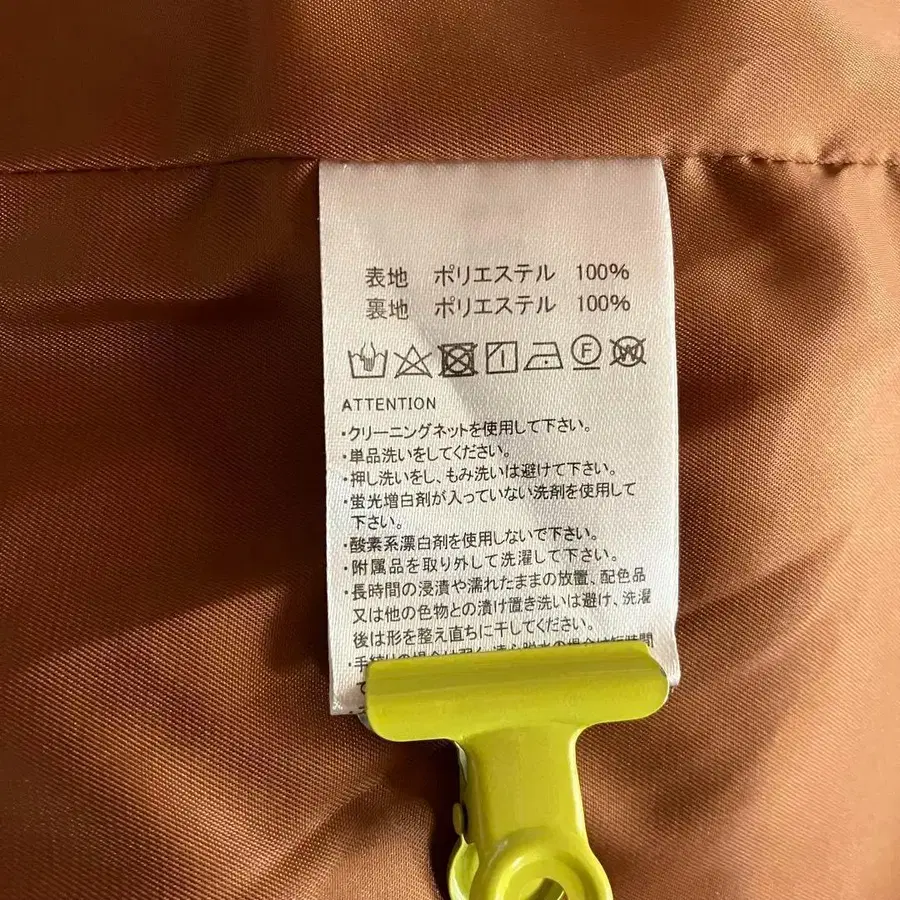 表地 ポリエステル 100%
裏地 ポリエステル 100%
F
W
ATTENTION
・クリーニングネットを使用して下さい。
・単品洗いをしてください。
・押し洗いをし、もみ洗いは避けて下さい。
・蛍光増白剤が入っていない洗剤を使用して
下さい。
・酸素系漂白剤を使用しないで下さい。
・附属品を取り外して洗濯して下さい。
・長時間の浸漬や濡れたままの放置、配色品
又は他の色物との漬け置き洗いは避け、洗濯
後は形を整え直ちに干してください。